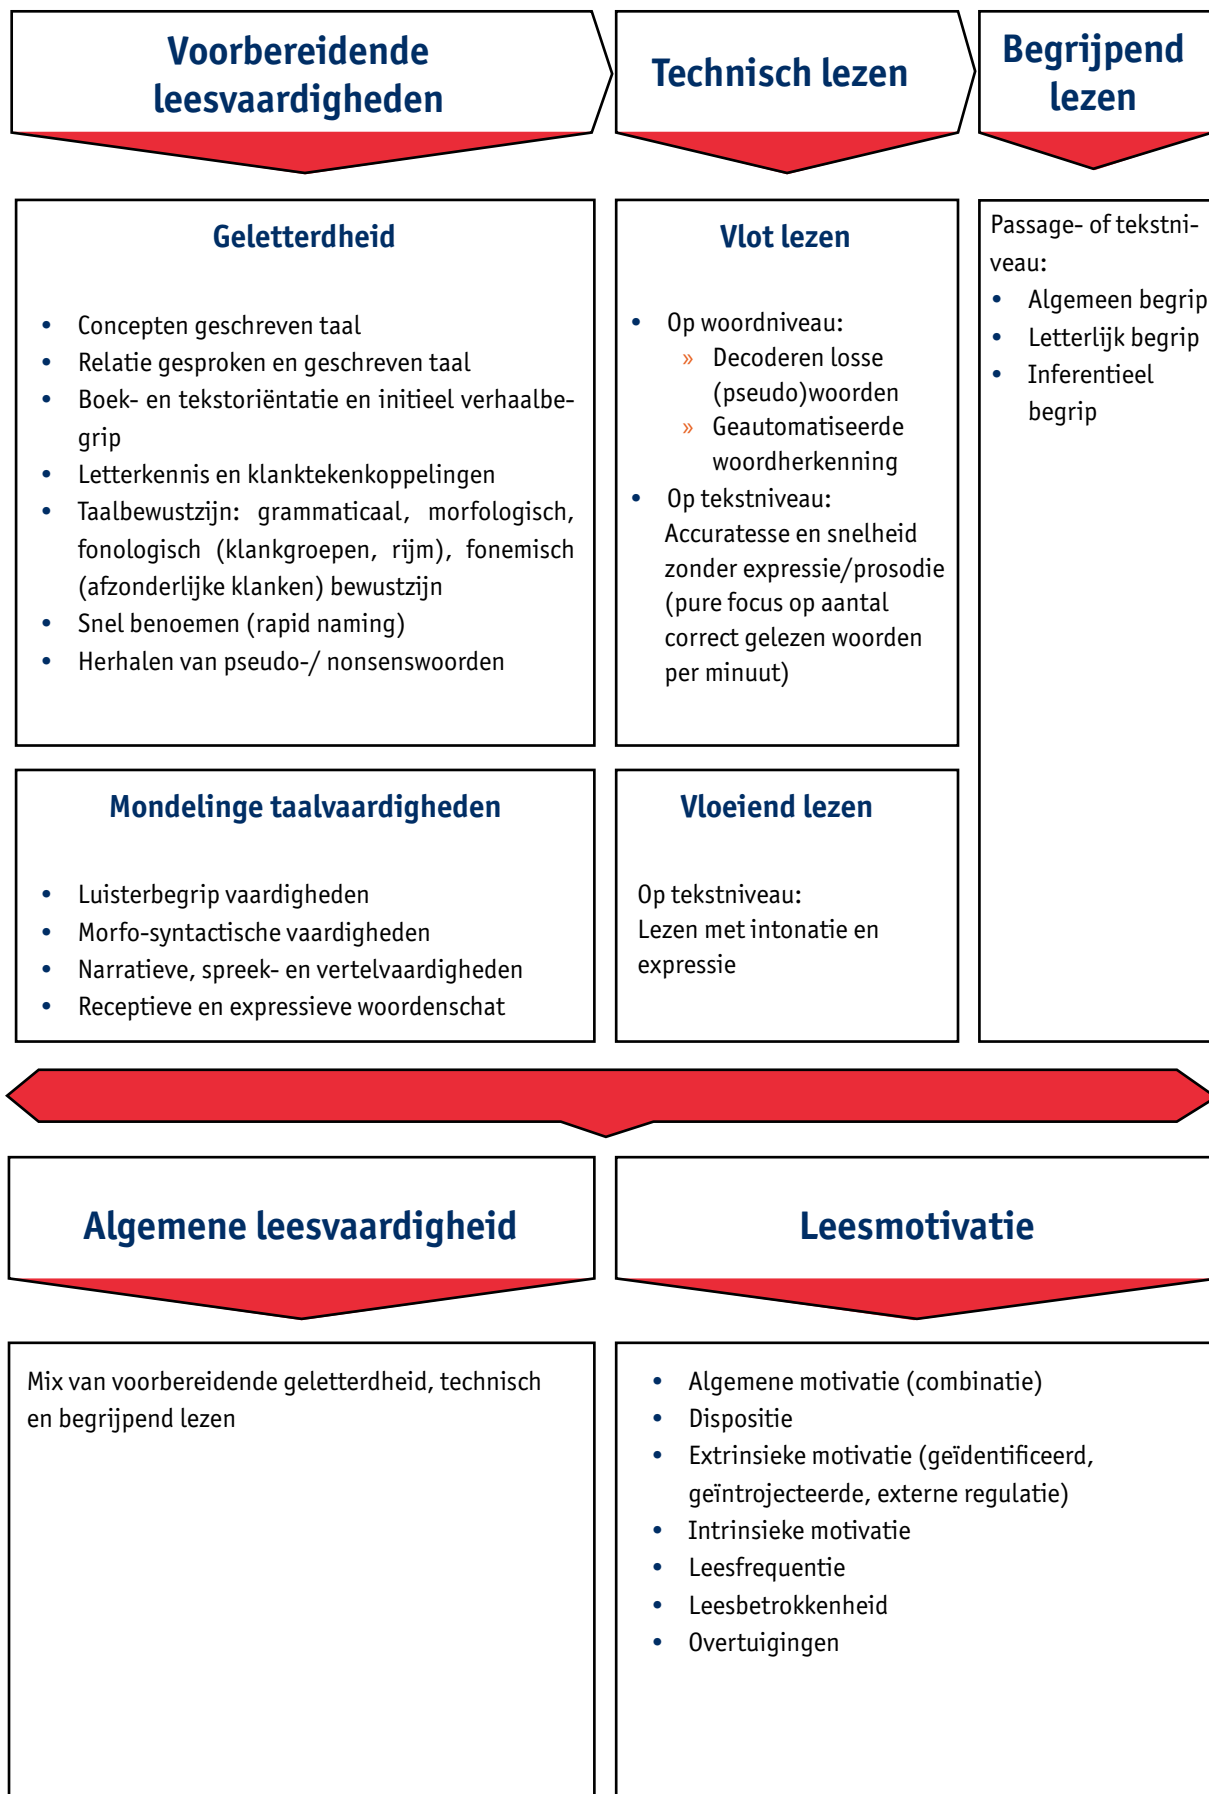 Voorbereidende
leesvaardigheden
Technisch lezen
Begrijpend
lezen
Geletterdheid
• Concepten geschreven taal
• Relatie gesproken en geschreven taal
• Boek- en tekstoriëntatie en initieel verhaalbe-
grip
• Letterkennis en klanktekenkoppelingen
• Taalbewustzijn: grammaticaal, morfologisch,
fonologisch (klankgroepen, rijm), fonemisch
(afzonderlijke klanken) bewustzijn
• Snel benoemen (rapid naming)
• Herhalen van pseudo-/ nonsenswoorden
Vlot lezen
• Op woordniveau:
» Decoderen losse
(pseudo)woorden
» Geautomatiseerde
woordherkenning
• Op tekstniveau:
Accuratesse en snelheid
zonder expressie/prosodie
(pure focus op aantal
correct gelezen woorden
per minuut)
Passage- of tekstni-
veau:
• Algemeen begrip
• Letterlijk begrip
• Inferentieel
begrip
Mondelinge taalvaardigheden
• Luisterbegrip vaardigheden
• Morfo-syntactische vaardigheden
• Narratieve, spreek- en vertelvaardigheden
• Receptieve en expressieve woordenschat
Vloeiend lezen
Op tekstniveau:
Lezen met intonatie en
expressie
Algemene leesvaardigheid
Leesmotivatie
Mix van voorbereidende geletterdheid, technisch
en begrijpend lezen
• Algemene motivatie (combinatie)
• Dispositie
• Extrinsieke motivatie (geïdentificeerd,
geïntrojecteerde, externe regulatie)
• Intrinsieke motivatie
• Leesfrequentie
• Leesbetrokkenheid
• Overtuigingen